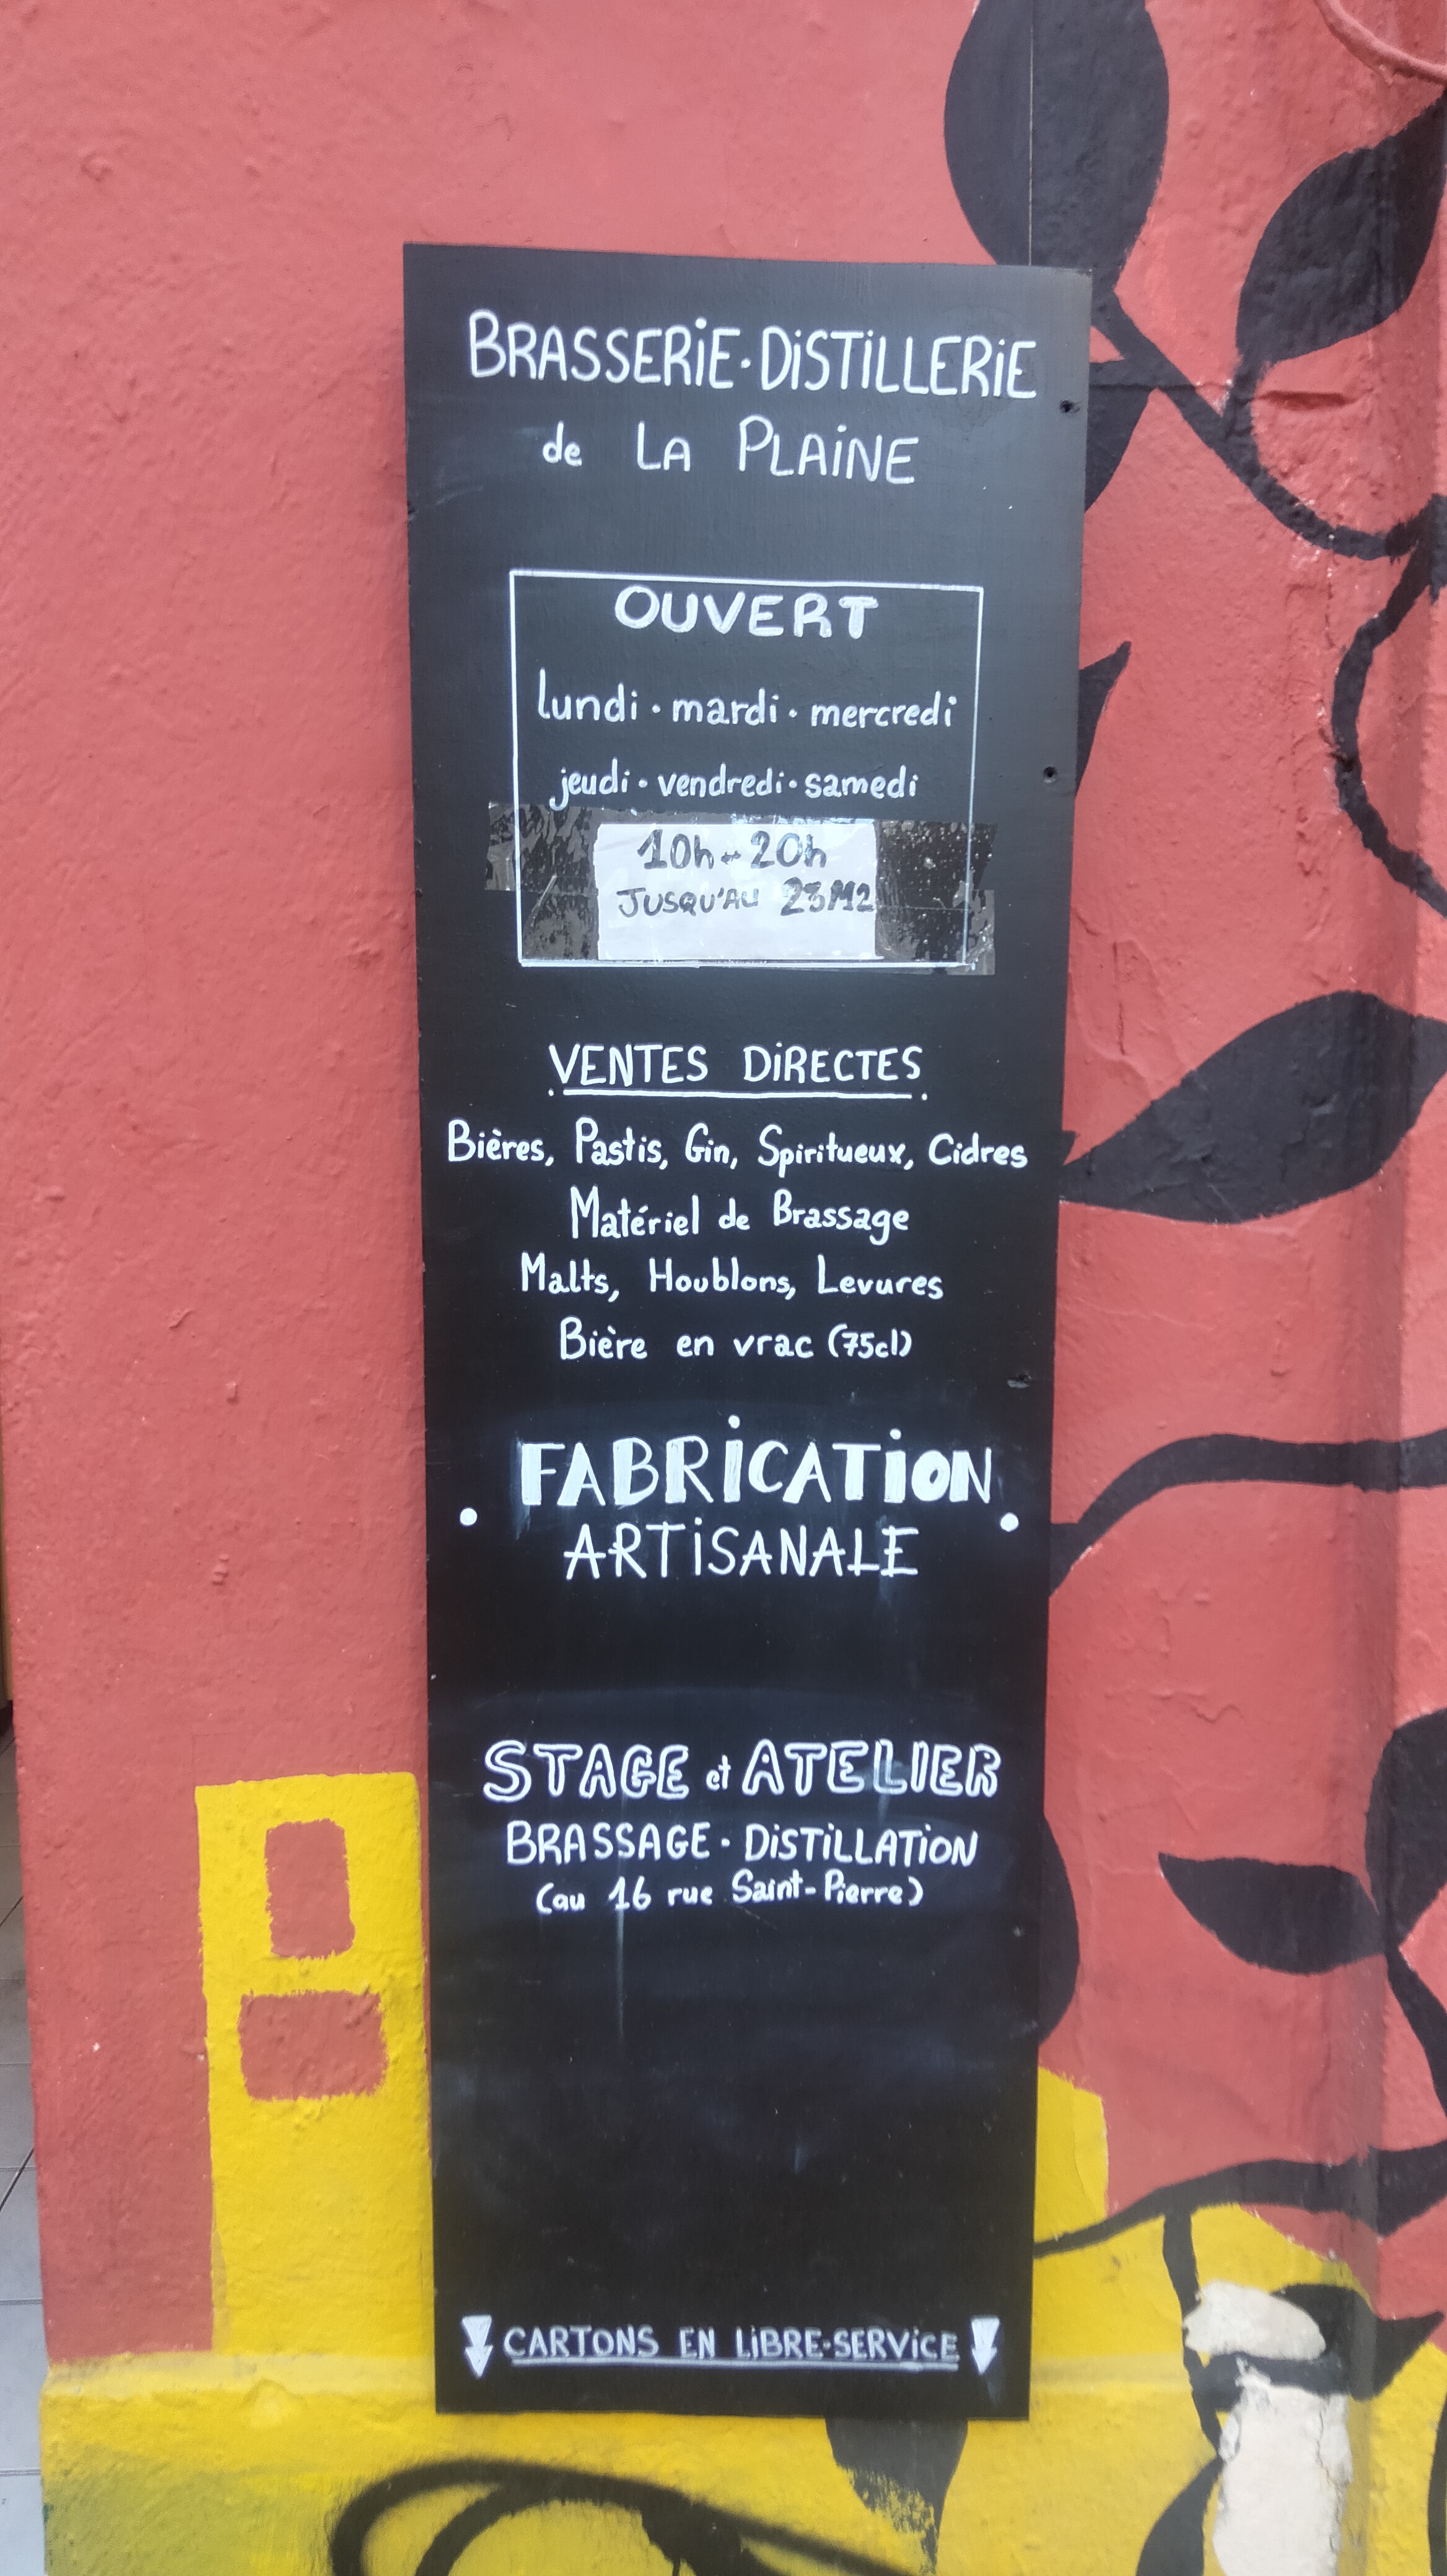 BRASSERIE · DISTILLERIE
de LA PLAINE
OUVERT
lundi · mardi · mercredi
jeudi · vendredi · samedi
10h - 20h
JUSQU'AU
VENTES DIRECTES
Bières, Pastis, Gin, Spiritueux, Cidres
Matériel de Brassage
Malts, Houblons, Levures
Bière en vrac (75cl)
FABRICATION
ARTISANALE
STAGE et ATELIER
BRASSAGE · DISTILLATION
(au 16 rue Saint-Pierre)
CARTONS EN LIBRE-SERVICE